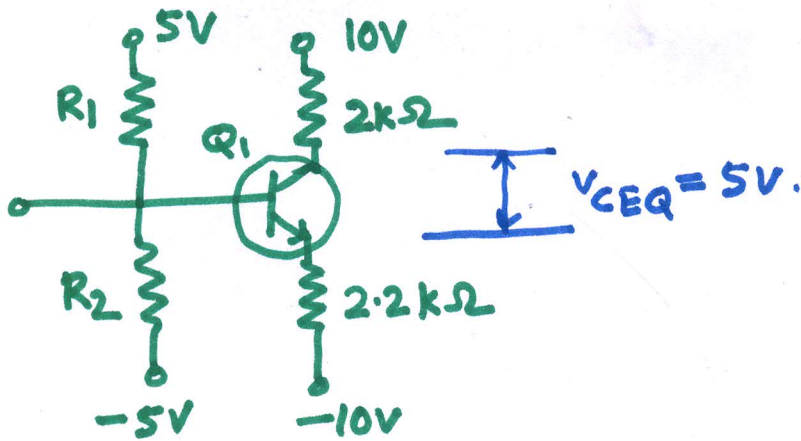 5V
10V
R1
2kΩ
Q1
VCEQ = 5V.
R2
2.2kΩ
-5V
-10V